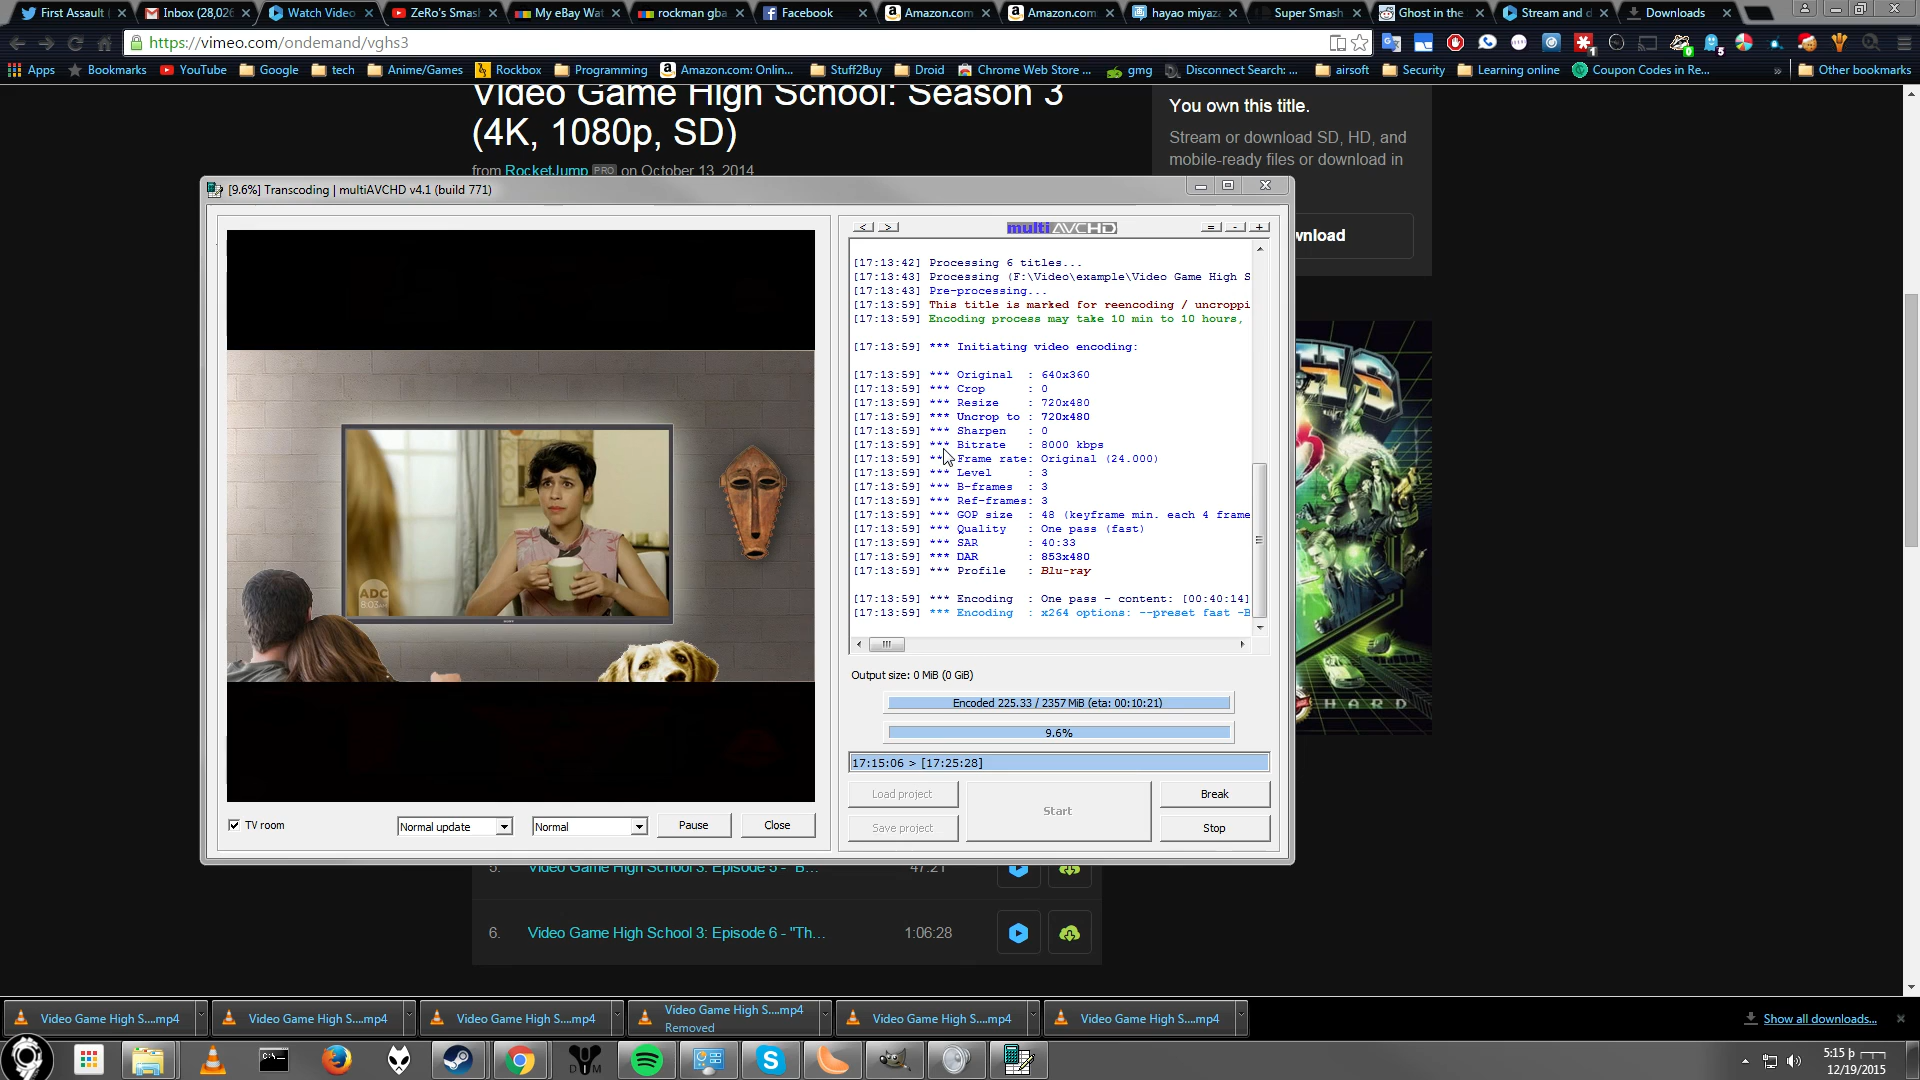 First Assault
Inbox (28,026
Watch Video
ZeRo's Smas
My eBay Wat
rockman gba
Facebook
Amazon.com
Amazon.com
hayao miyaz
Super Smash
Ghost in the
Stream and d
Downloads
https://vimeo.com/ondemand/vghs3
Apps
Bookmarks
YouTube
Google
tech
Anime/Games
Rockbox
Programming
Amazon.com: Onlin...
Stuff2Buy
Droid
Chrome Web Store ...
gmg
Disconnect Search: ...
airsoft
Security
Learning online
Coupon Codes in Re...
Other bookmarks
Video Game High School: Season 3
(4K, 1080p, SD)
from RocketJump PRO on October 13, 2014
You own this title.
Stream or download SD, HD, and
mobile-ready files or download in
wnload
[9.6%] Transcoding | multiAVCHD v4.1 (build 771)
multiAVCHD
[17:13:42] Processing 6 titles...
[17:13:43] Processing (F:\Video\example\Video Game High S
[17:13:43] Pre-processing...
[17:13:59] This title is marked for reencoding / uncroppi
[17:13:59] Encoding process may take 10 min to 10 hours,
[17:13:59] *** Initiating video encoding:
[17:13:59] *** Original : 640x360
[17:13:59] *** Crop : 0
[17:13:59] *** Resize : 720x480
[17:13:59] *** Uncrop to : 720x480
[17:13:59] *** Sharpen : 0
[17:13:59] *** Bitrate : 8000 kbps
[17:13:59] *** Frame rate: Original (24.000)
[17:13:59] *** Level : 3
[17:13:59] *** B-frames : 3
[17:13:59] *** Ref-frames: 3
[17:13:59] *** GOP size : 48 (keyframe min. each 4 frame
[17:13:59] *** Quality : One pass (fast)
[17:13:59] *** SAR : 40:33
[17:13:59] *** DAR : 853x480
[17:13:59] *** Profile : Blu-ray
[17:13:59] *** Encoding : One pass - content: [00:40:14]
[17:13:59] *** Encoding : x264 options: --preset fast -B
ADC
8:03
SONY
Output size: 0 MiB (0 GiB)
Encoded 225.33 / 2357 MiB (eta: 00:10:21)
9.6%
17:15:06 > [17:25:28]
Load project
Save project
Start
Break
Stop
TV room
Normal update
Normal
Pause
Close
HARD
5. Video Game High School 3: Episode 5 - "B... 47:21
6. Video Game High School 3: Episode 6 - "Th... 1:06:28
Video Game High S....mp4
Video Game High S....mp4
Video Game High S....mp4
Video Game High S....mp4
Removed
Video Game High S....mp4
Video Game High S....mp4
Show all downloads...
DIM
5:15 þ
12/19/2015